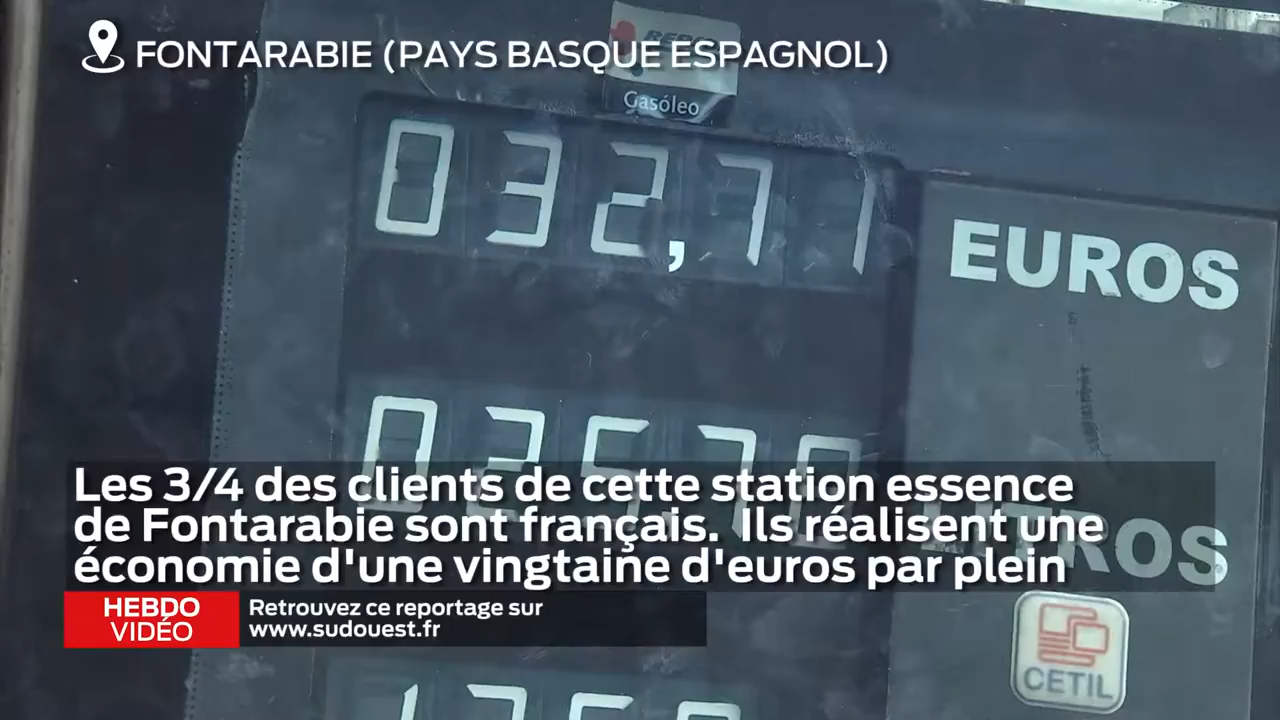 FONTARABIE (PAYS BASQUE ESPAGNOL)
Gasóleo
032,71
EUROS
Les 3/4 des clients de cette station essence
de Fontarabie sont français. Ils réalisent une
économie d'une vingtaine d'euros par plein
HEBDO
VIDÉO
Retrouvez ce reportage sur
www.sudouest.fr
CETIL